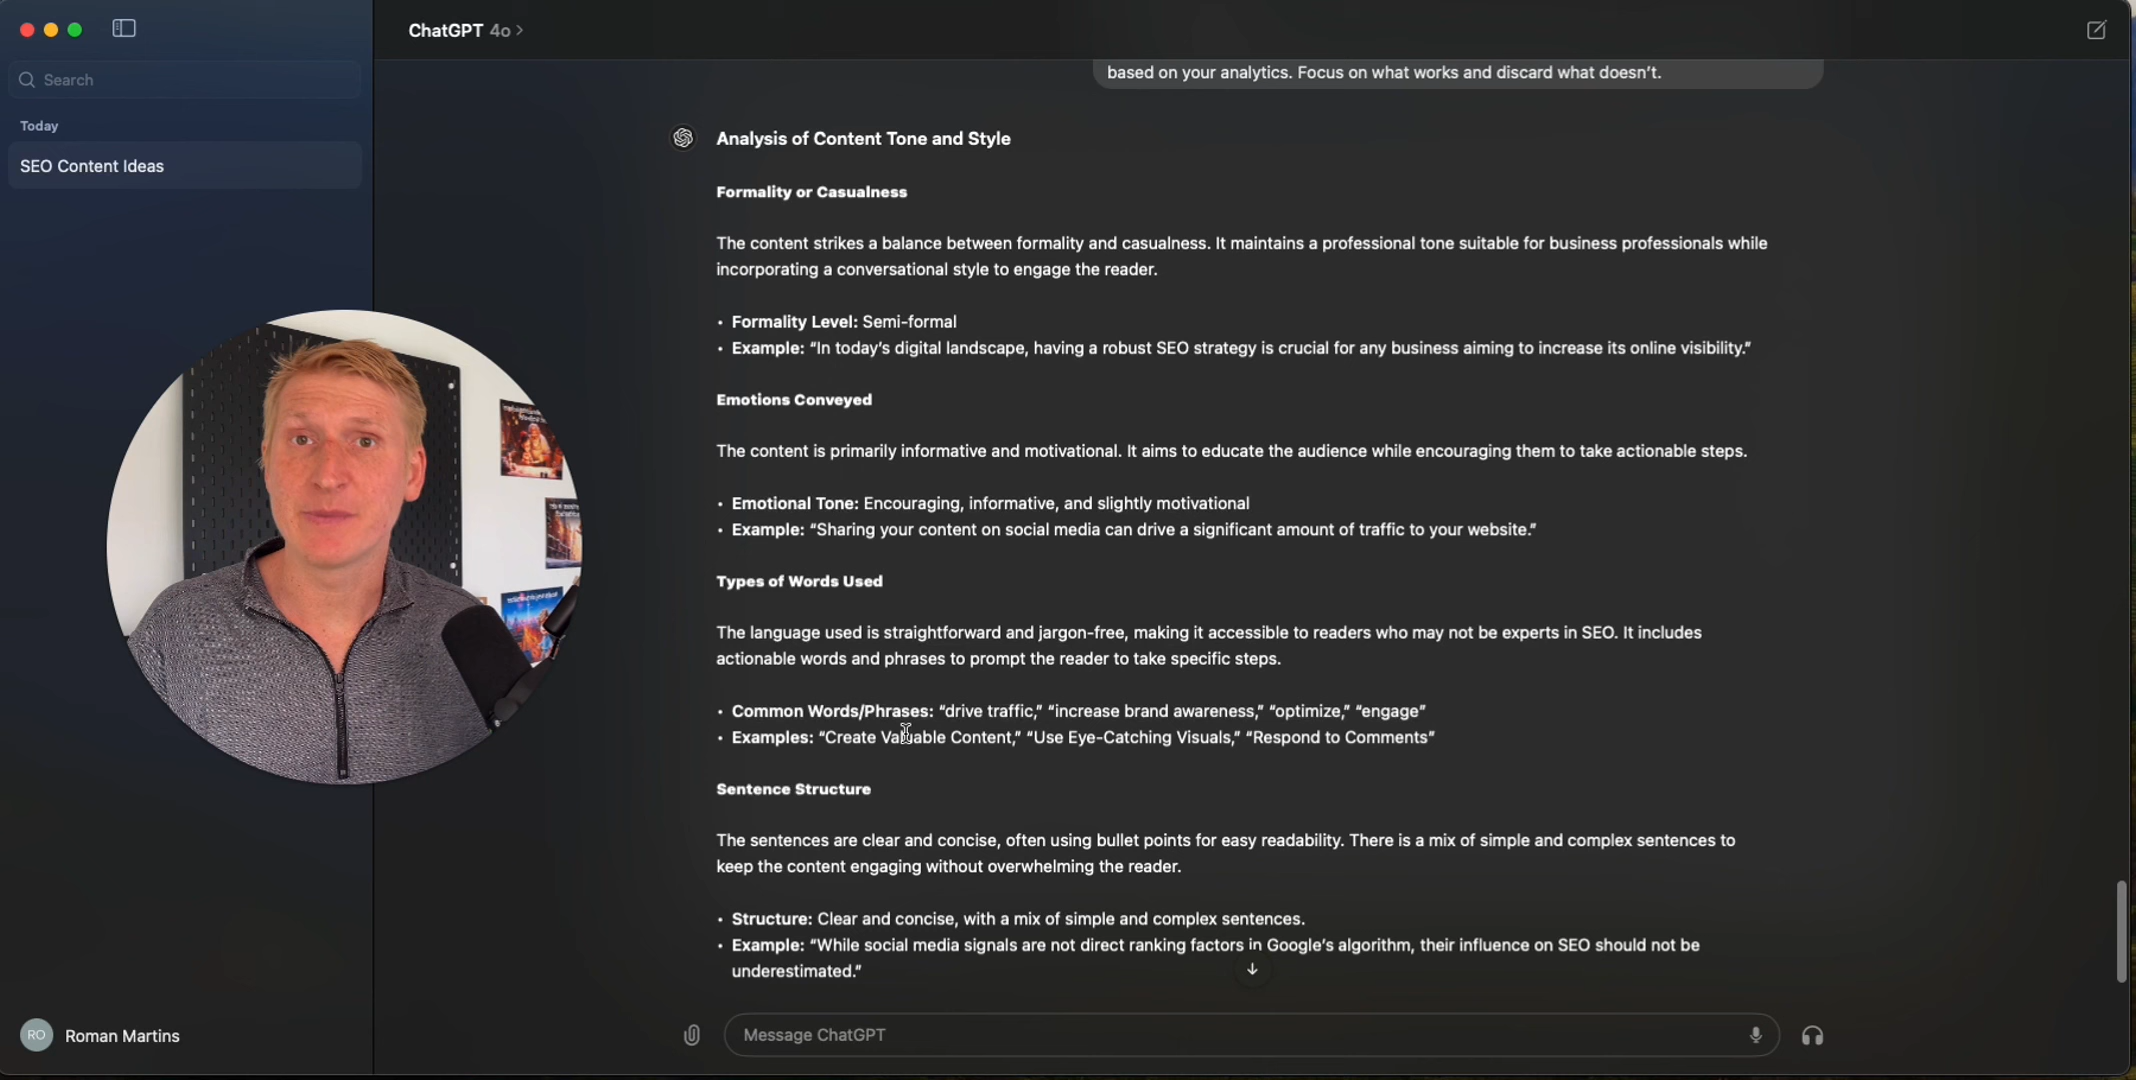 ChatGPT 4o >
Search
Today
SEO Content Ideas
based on your analytics. Focus on what works and discard what doesn’t.
Analysis of Content Tone and Style
Formality or Casualness
The content strikes a balance between formality and casualness. It maintains a professional tone suitable for business professionals while
incorporating a conversational style to engage the reader.
• Formality Level: Semi-formal
• Example: “In today’s digital landscape, having a robust SEO strategy is crucial for any business aiming to increase its online visibility.”
Emotions Conveyed
The content is primarily informative and motivational. It aims to educate the audience while encouraging them to take actionable steps.
• Emotional Tone: Encouraging, informative, and slightly motivational
• Example: “Sharing your content on social media can drive a significant amount of traffic to your website.”
Types of Words Used
The language used is straightforward and jargon-free, making it accessible to readers who may not be experts in SEO. It includes
actionable words and phrases to prompt the reader to take specific steps.
• Common Words/Phrases: “drive traffic,” “increase brand awareness,” “optimize,” “engage”
• Examples: “Create Valuable Content,” “Use Eye-Catching Visuals,” “Respond to Comments”
Sentence Structure
The sentences are clear and concise, often using bullet points for easy readability. There is a mix of simple and complex sentences to
keep the content engaging without overwhelming the reader.
• Structure: Clear and concise, with a mix of simple and complex sentences.
• Example: “While social media signals are not direct ranking factors in Google’s algorithm, their influence on SEO should not be
underestimated.”
RO Roman Martins
Message ChatGPT